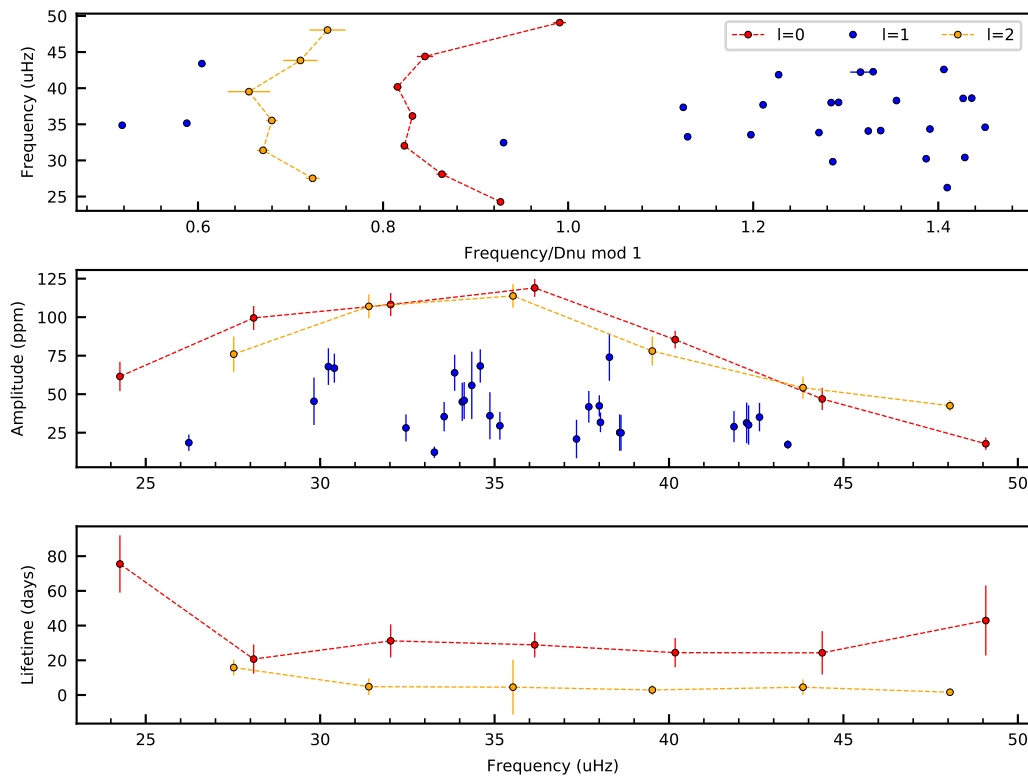 50
45
40
35
30
25
Frequency (uHz)
l=0 l=1 l=2
0.6 0.8 1.0 1.2 1.4
Frequency/Dnu mod 1
125
100
75
50
25
Amplitude (ppm)
25 30 35 40 45 50
80
60
40
20
0
Lifetime (days)
25 30 35 40 45 50
Frequency (uHz)